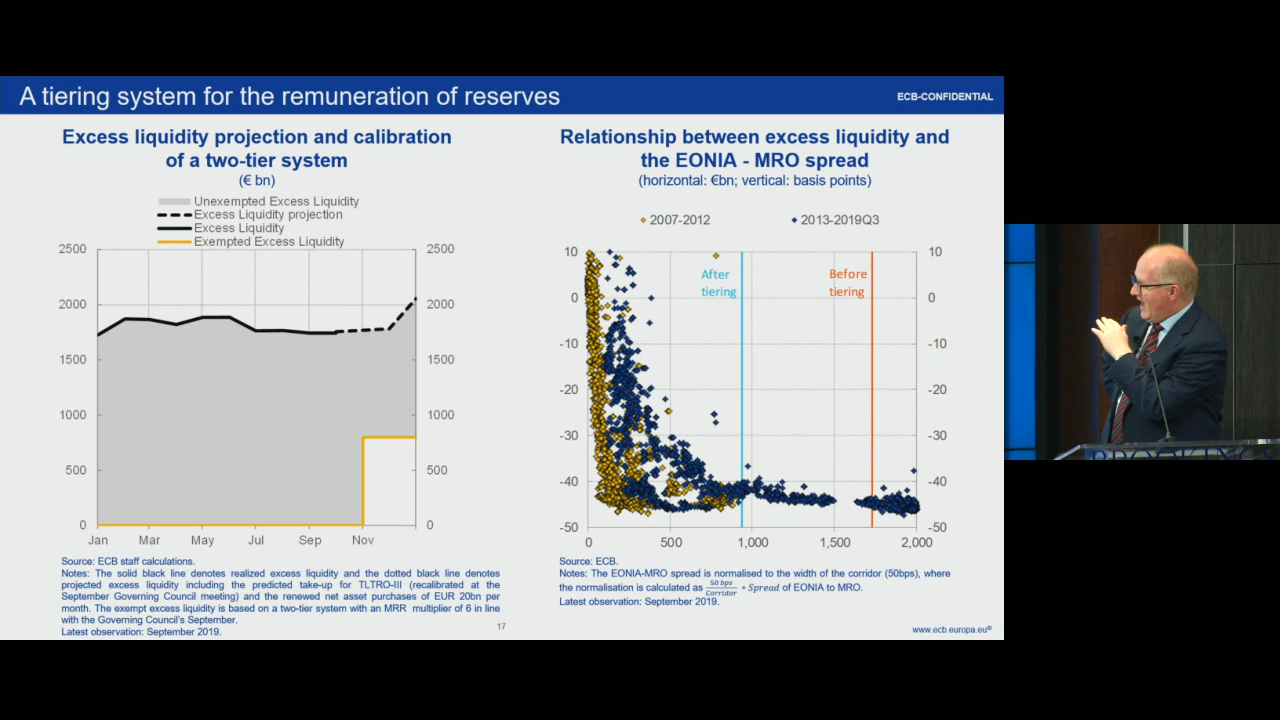 A tiering system for the remuneration of reserves
ECB-CONFIDENTIAL
Excess liquidity projection and calibration
of a two-tier system
(€ bn)
Unexempted Excess Liquidity
Excess Liquidity projection
Excess Liquidity
Exempted Excess Liquidity
2500
2000
1500
1000
500
0
2500
2000
1500
1000
500
0
Jan Mar May Jul Sep Nov
Source: ECB staff calculations.
Notes: The solid black line denotes realized excess liquidity and the dotted black line denotes
projected excess liquidity including the predicted take-up for TLTRO-III (recalibrated at the
September Governing Council meeting) and the renewed net asset purchases of EUR 20bn per
month. The exempt excess liquidity is based on a two-tier system with an MRR multiplier of 6 in line
with the Governing Council's September.
Latest observation: September 2019.
17
Relationship between excess liquidity and
the EONIA - MRO spread
(horizontal: €bn; vertical: basis points)
2007-2012 2013-2019Q3
10
0
-10
-20
-30
-40
-50
After
tiering
Before
tiering
10
0
-10
-20
-30
-40
-50
0 500 1,000 1,500 2,000
Source: ECB.
Notes: The EONIA-MRO spread is normalised to the width of the corridor (50bps), where
the normalisation is calculated as 50 bps/Corridor * Spread of EONIA to MRO.
Latest observation: September 2019.
www.ecb.europa.eu©
BROOKINGS